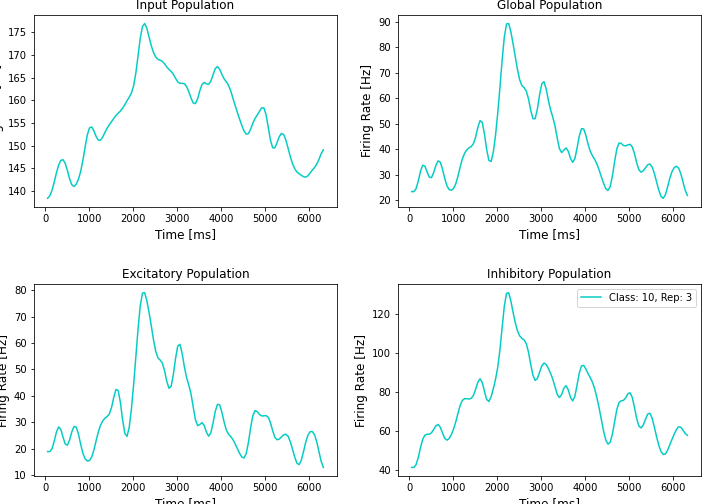 Input Population
Global Population
175
170
165
160
155
150
145
140
0 1000 2000 3000 4000 5000 6000
Time [ms]
Firing Rate [Hz]
90
80
70
60
50
40
30
20
0 1000 2000 3000 4000 5000 6000
Time [ms]
Excitatory Population
Inhibitory Population
Firing Rate [Hz]
80
70
60
50
40
30
20
10
0 1000 2000 3000 4000 5000 6000
Time [ms]
Firing Rate [Hz]
120
100
80
60
40
Class: 10, Rep: 3
0 1000 2000 3000 4000 5000 6000
Time [ms]